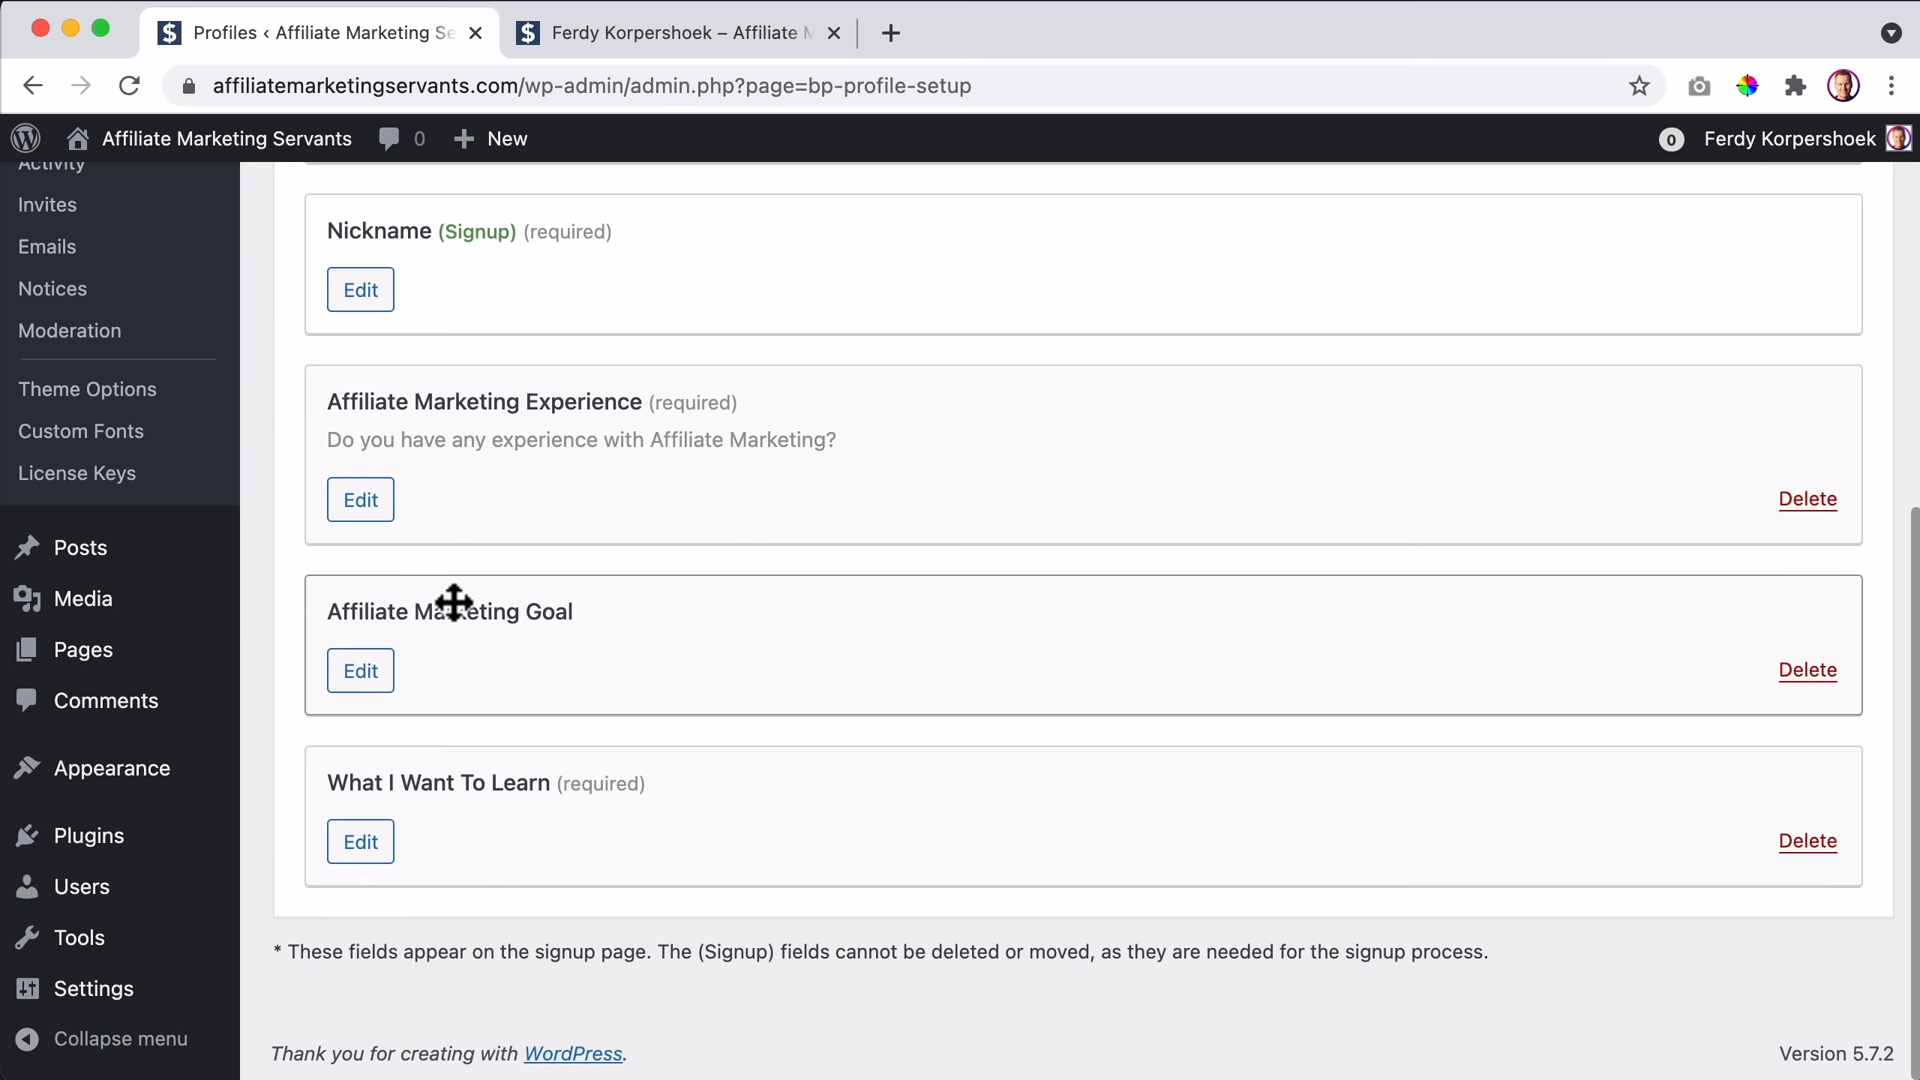 Profiles ‹ Affiliate Marketing Se
Ferdy Korpershoek – Affiliate M
affiliatemarketingservants.com/wp-admin/admin.php?page=bp-profile-setup
Affiliate Marketing Servants
0
New
0
Ferdy Korpershoek
Activity
Invites
Emails
Notices
Moderation
Theme Options
Custom Fonts
License Keys
Posts
Media
Pages
Comments
Appearance
Plugins
Users
Tools
Settings
Collapse menu
Nickname (Signup) (required)
Edit
Affiliate Marketing Experience (required)
Do you have any experience with Affiliate Marketing?
Edit
Delete
Affiliate Marketing Goal
Edit
Delete
What I Want To Learn (required)
Edit
Delete
* These fields appear on the signup page. The (Signup) fields cannot be deleted or moved, as they are needed for the signup process.
Thank you for creating with WordPress.
Version 5.7.2